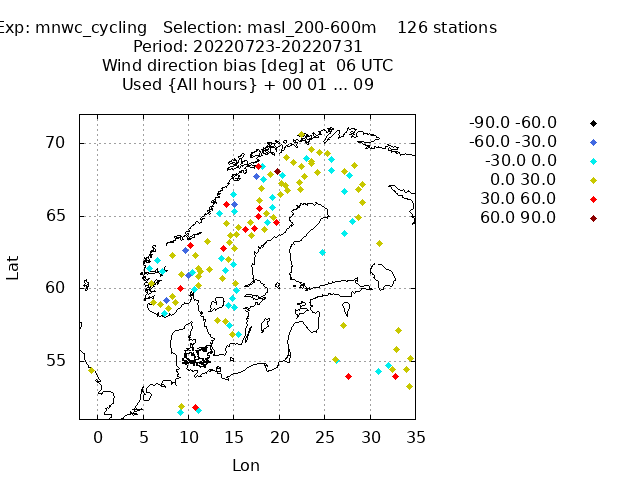 Exp: mnwc_cycling   Selection: masl_200-600m    126 stations
Period: 20220723-20220731
Wind direction bias [deg] at  06 UTC
Used {All hours} + 00 01 ... 09
-90.0 -60.0
-60.0 -30.0
-30.0 0.0
0.0 30.0
30.0 60.0
60.0 90.0
70
65
60
55
Lat
0 5 10 15 20 25 30 35
Lon